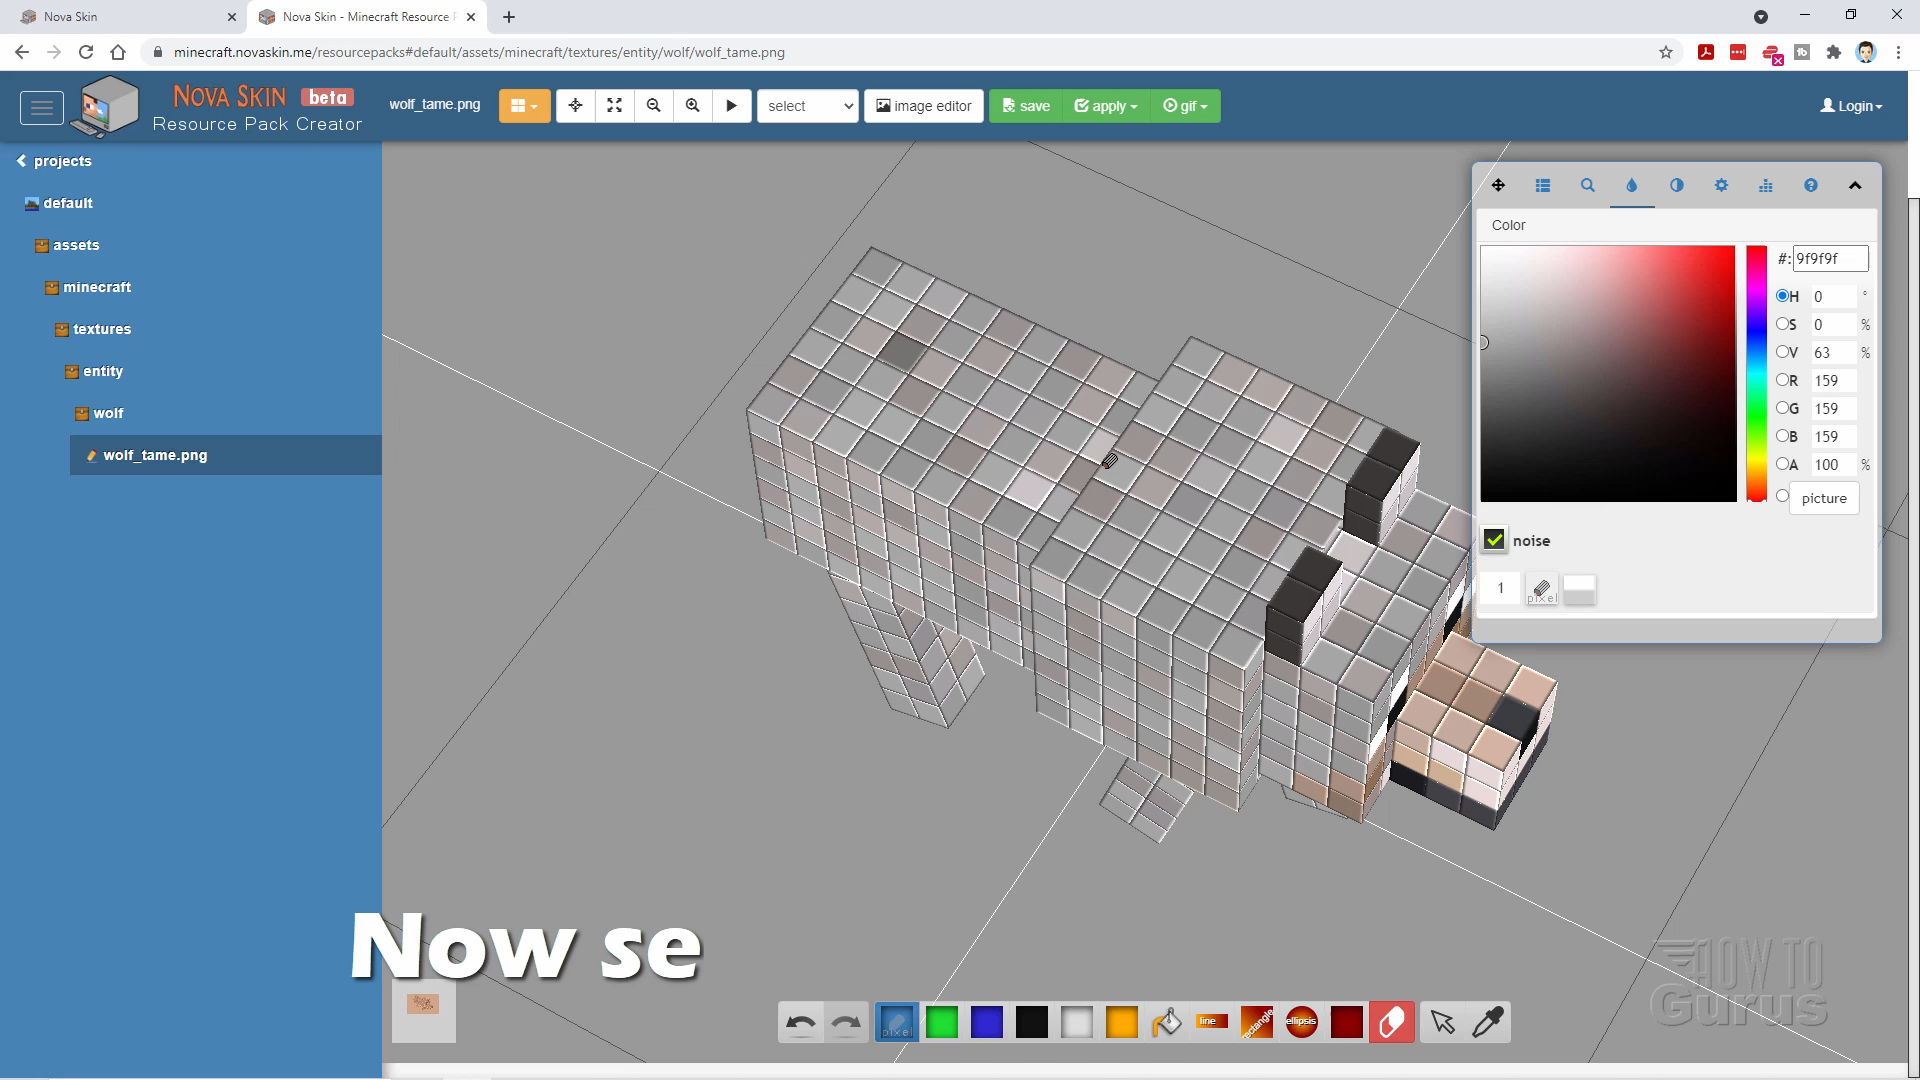 Nova Skin
Nova Skin - Minecraft Resource P
minecraft.novaskin.me/resourcepacks#default/assets/minecraft/textures/entity/wolf/wolf_tame.png
NOVA SKIN beta
Resource Pack Creator
wolf_tame.png
select
image editor
save
apply
gif
Login
projects
default
assets
minecraft
textures
entity
wolf
wolf_tame.png
Color
#: 9f9f9f
H 0 °
S 0 %
V 63 %
R 159
G 159
B 159
A 100 %
picture
noise
1 pixel
Now se
HOW TO
Gurus
pixel line rectangle ellipsis